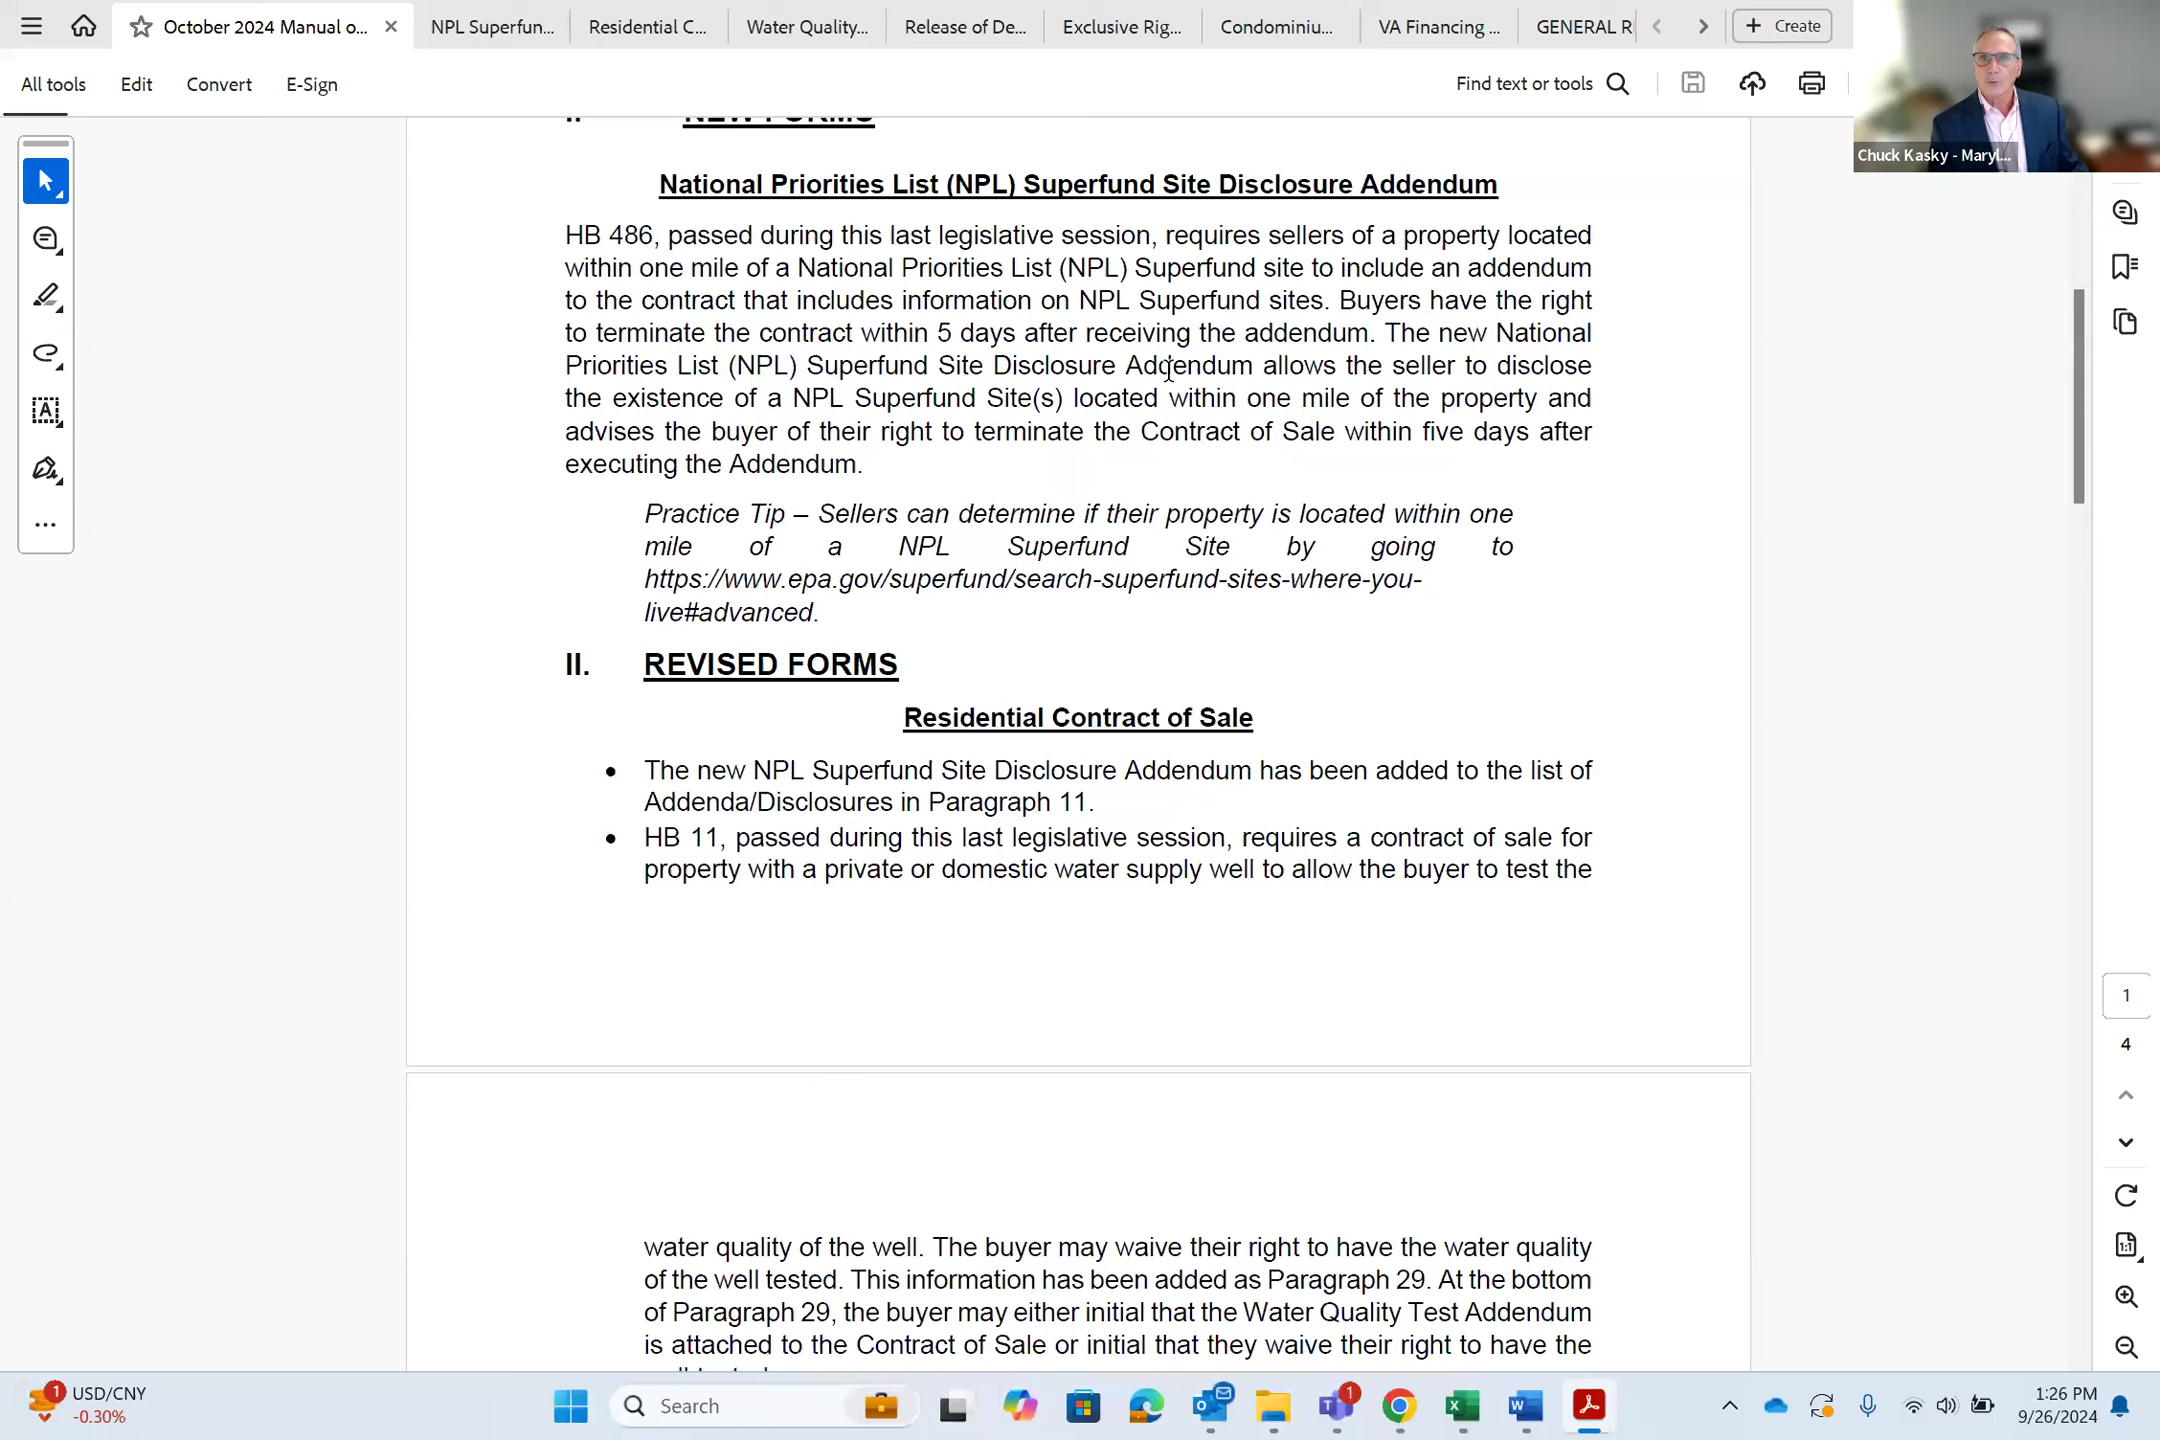 October 2024 Manual o...
NPL Superfun...
Residential C...
Water Quality...
Release of De...
Exclusive Rig...
Condominiu...
VA Financing ...
GENERAL R
Create
All tools
Edit
Convert
E-Sign
Find text or tools
Chuck Kasky - Maryl...
I. NEW FORMS
National Priorities List (NPL) Superfund Site Disclosure Addendum
HB 486, passed during this last legislative session, requires sellers of a property located
within one mile of a National Priorities List (NPL) Superfund site to include an addendum
to the contract that includes information on NPL Superfund sites. Buyers have the right
to terminate the contract within 5 days after receiving the addendum. The new National
Priorities List (NPL) Superfund Site Disclosure Addendum allows the seller to disclose
the existence of a NPL Superfund Site(s) located within one mile of the property and
advises the buyer of their right to terminate the Contract of Sale within five days after
executing the Addendum.
Practice Tip – Sellers can determine if their property is located within one
mile of a NPL Superfund Site by going to
https://www.epa.gov/superfund/search-superfund-sites-where-you-
live#advanced.
II. REVISED FORMS
Residential Contract of Sale
• The new NPL Superfund Site Disclosure Addendum has been added to the list of
Addenda/Disclosures in Paragraph 11.
• HB 11, passed during this last legislative session, requires a contract of sale for
property with a private or domestic water supply well to allow the buyer to test the
1
4
water quality of the well. The buyer may waive their right to have the water quality
of the well tested. This information has been added as Paragraph 29. At the bottom
of Paragraph 29, the buyer may either initial that the Water Quality Test Addendum
is attached to the Contract of Sale or initial that they waive their right to have the
1
USD/CNY
-0.30%
Search
1
1:26 PM
9/26/2024